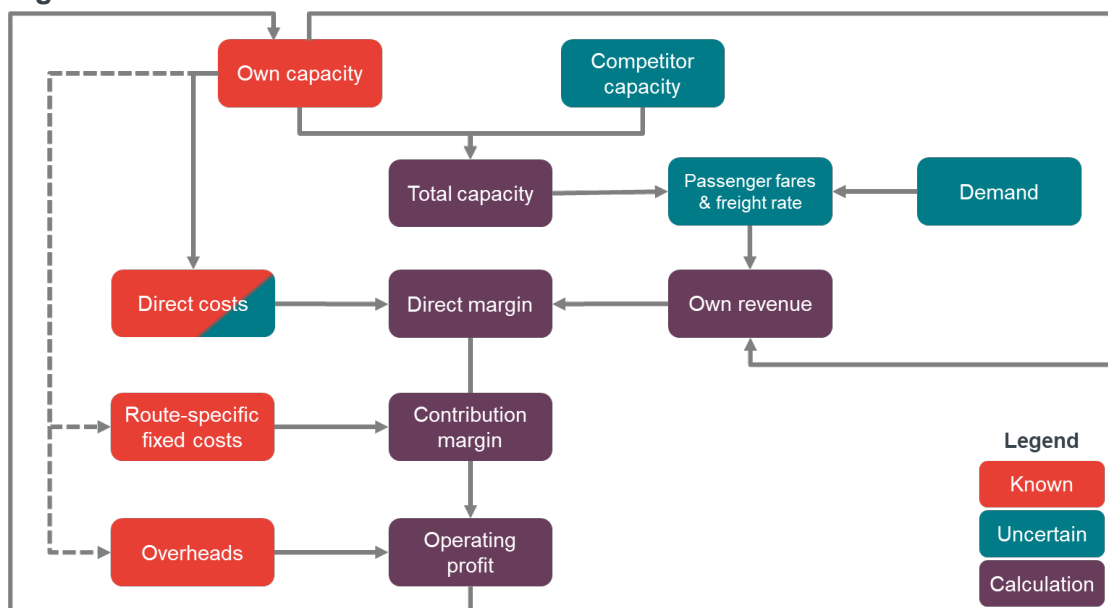 Own capacity
Competitor
capacity
Total capacity
Passenger fares
& freight rate
Demand
Direct costs
Direct margin
Own revenue
Route-specific
fixed costs
Contribution
margin
Legend
Known
Overheads
Operating
profit
Uncertain
Calculation